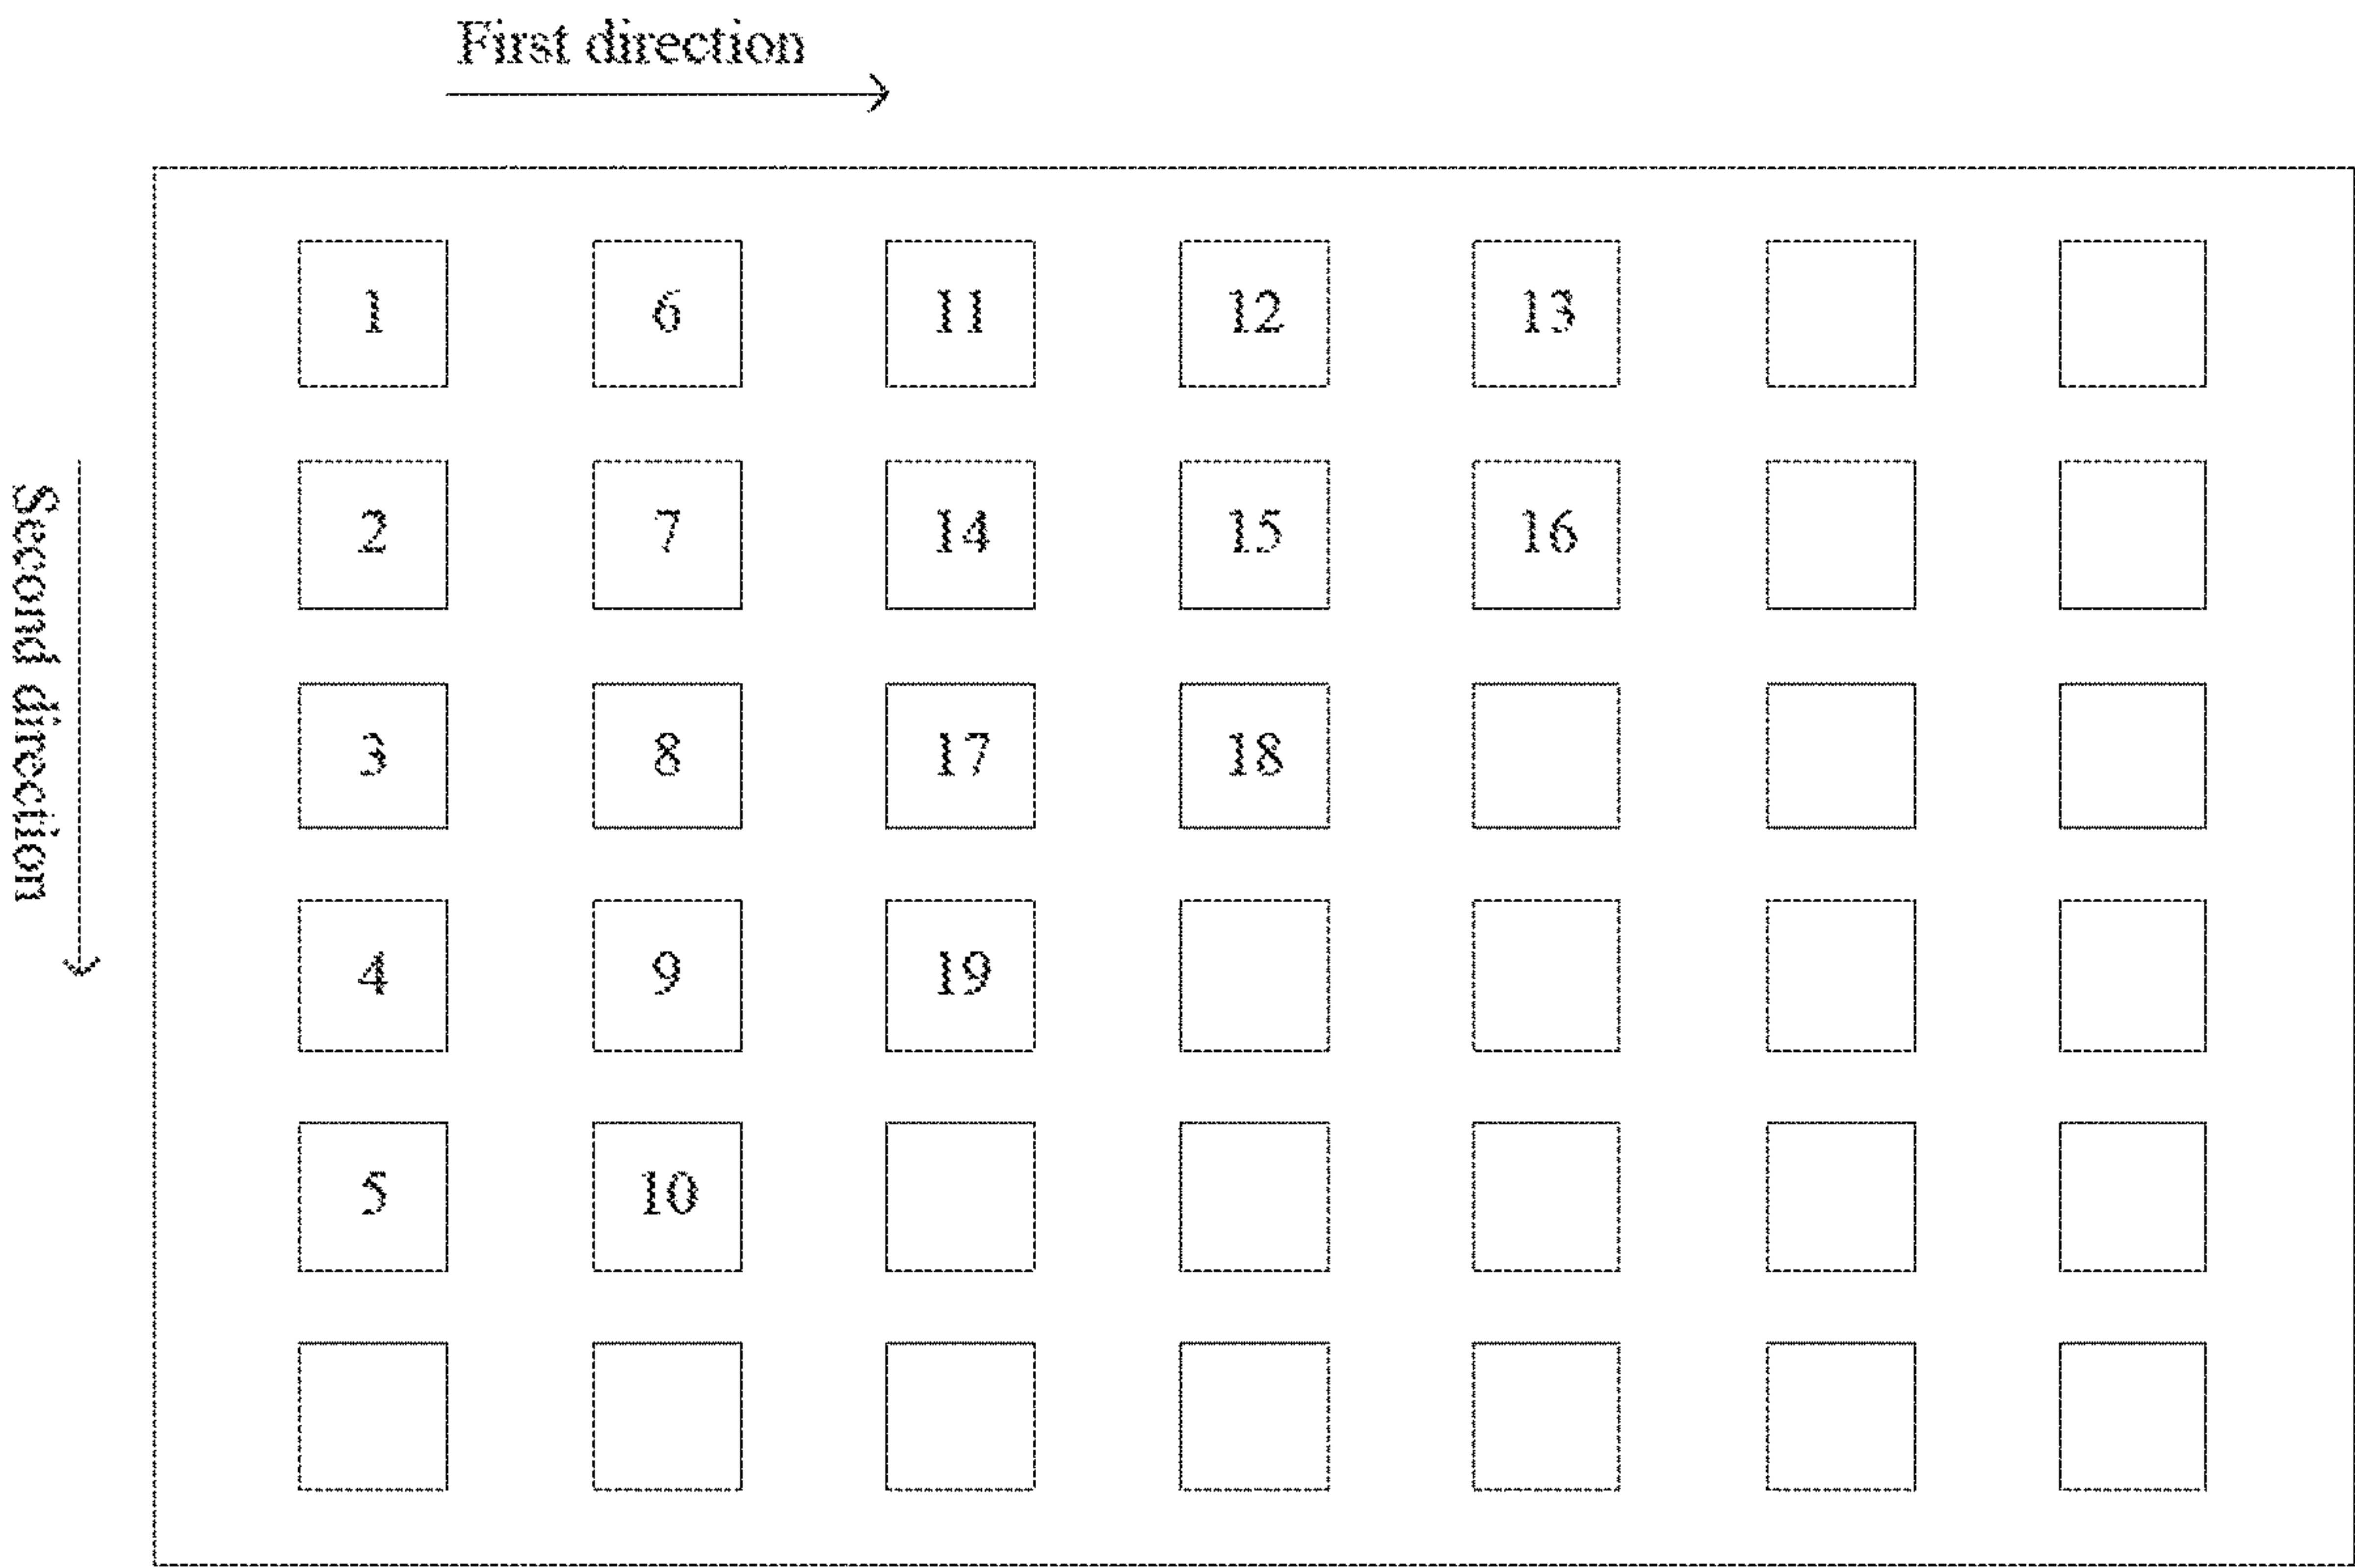 First direction
Second direction
1 6 11 12 13
2 7 14 15 16
3 8 17 18
4 9 19
5 10